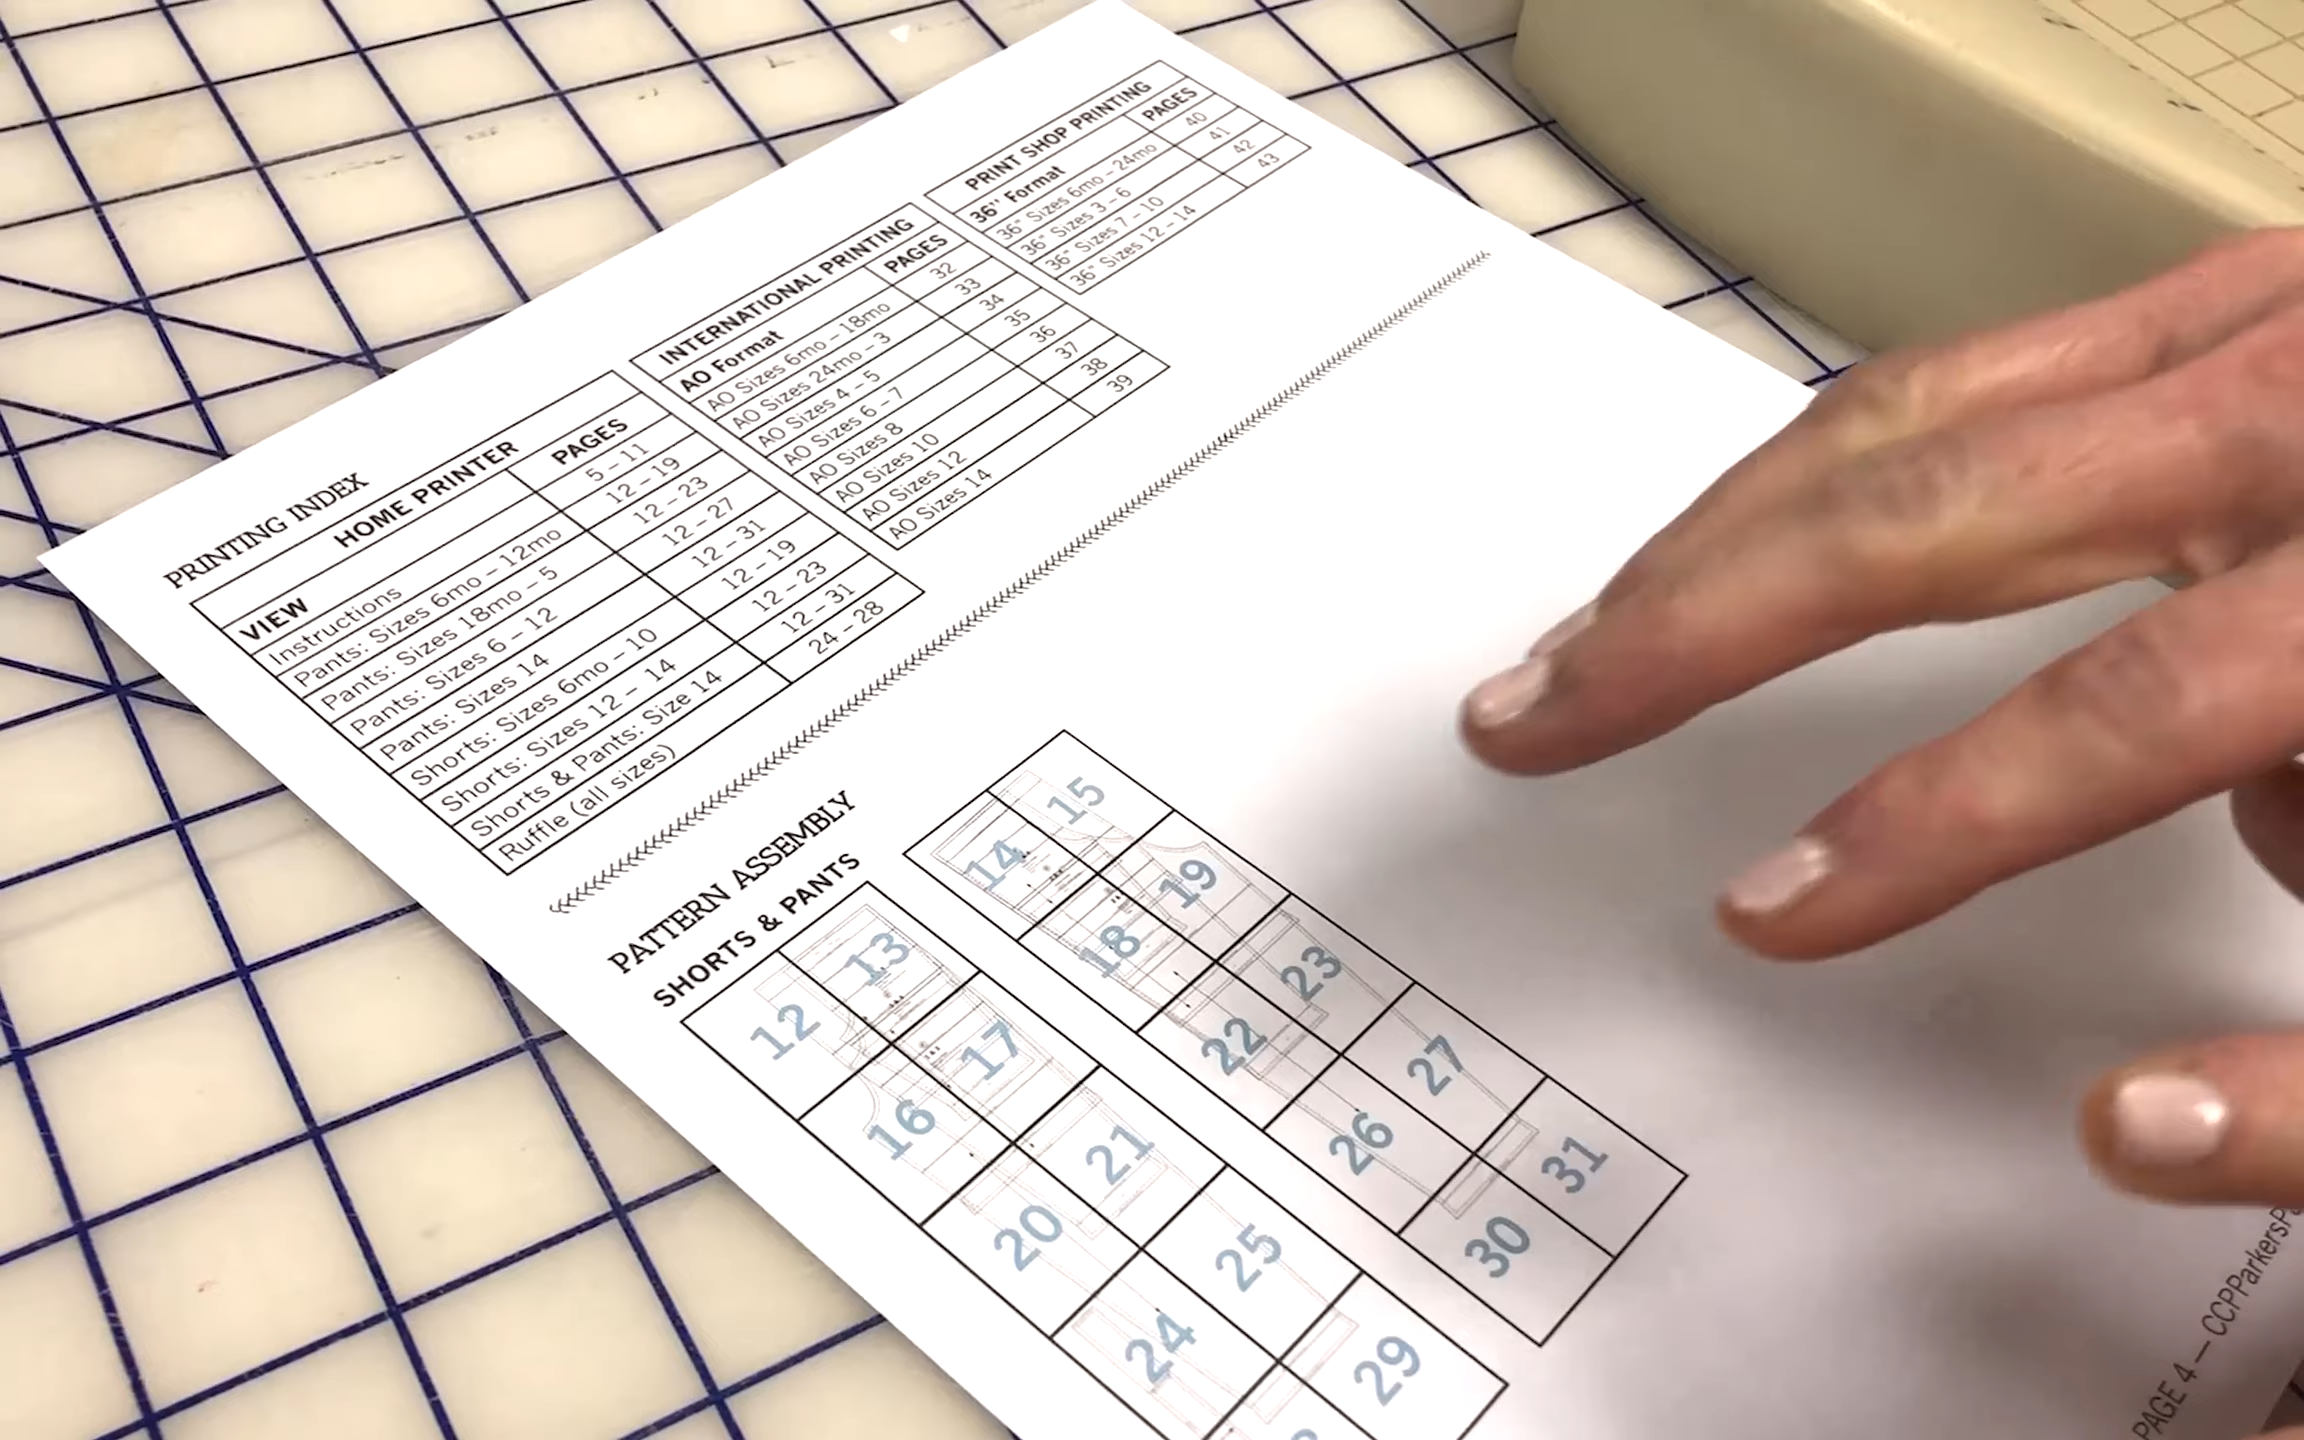 PRINTING INDEX
HOME PRINTER
VIEW PAGES
Instructions 5 – 11
Pants: Sizes 6mo – 12mo 12 – 19
Pants: Sizes 18mo – 5 12 – 23
Pants: Sizes 6 – 12 12 – 27
Pants: Sizes 14 12 – 31
Shorts: Sizes 6mo – 10 12 – 19
Shorts: Sizes 12 – 14 12 – 23
Shorts & Pants: Size 14 12 – 31
Ruffle (all sizes) 24 – 28
INTERNATIONAL PRINTING
AO Format PAGES
AO Sizes 6mo – 18mo 32
AO Sizes 24mo – 3 33
AO Sizes 4 – 5 34
AO Sizes 6 – 7 35
AO Sizes 8 36
AO Sizes 10 37
AO Sizes 12 38
AO Sizes 14 39
PRINT SHOP PRINTING
36" Format PAGES
36" Sizes 6mo – 24mo 40
36" Sizes 3 – 6 41
36" Sizes 7 – 10 42
36" Sizes 12 – 14 43
PATTERN ASSEMBLY
SHORTS & PANTS
12 13
16 17
20 21
24 25
29
14 15
18 19
22 23
26 27
30 31
PAGE 4 —